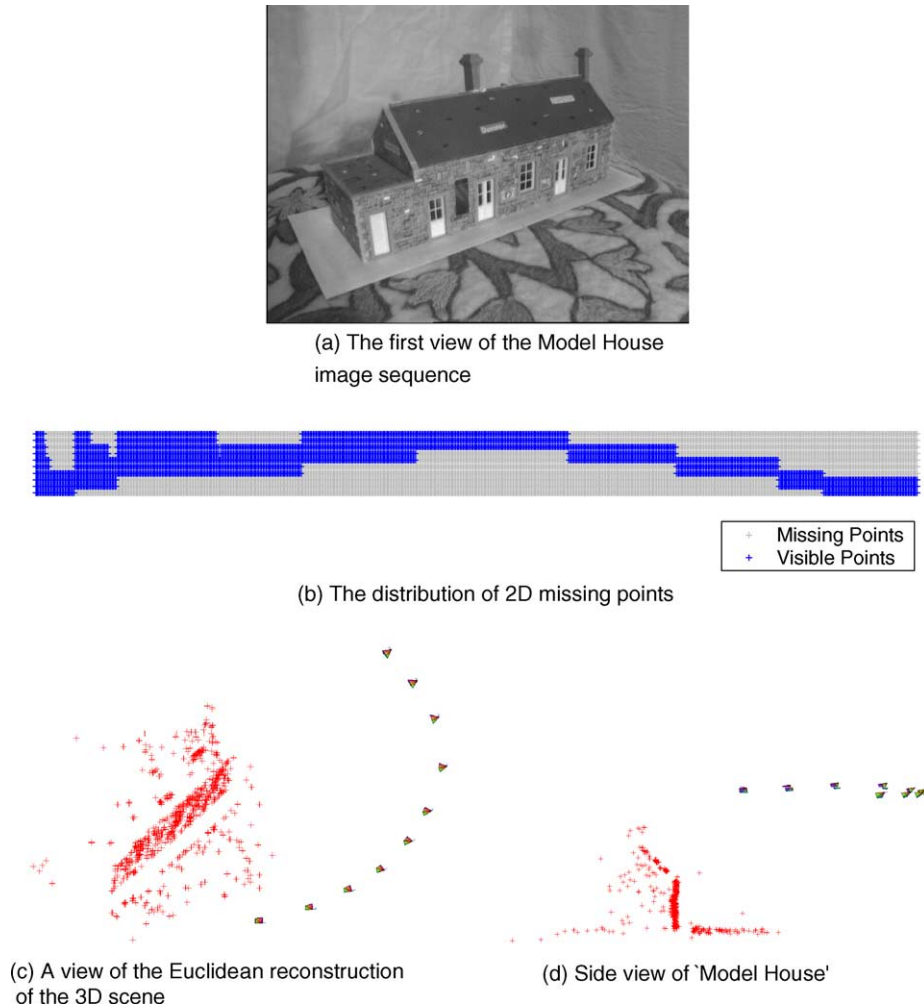 (a) The first view of the Model House
image sequence
Missing Points
Visible Points
(b) The distribution of 2D missing points
(c) A view of the Euclidean reconstruction
of the 3D scene
(d) Side view of `Model House'